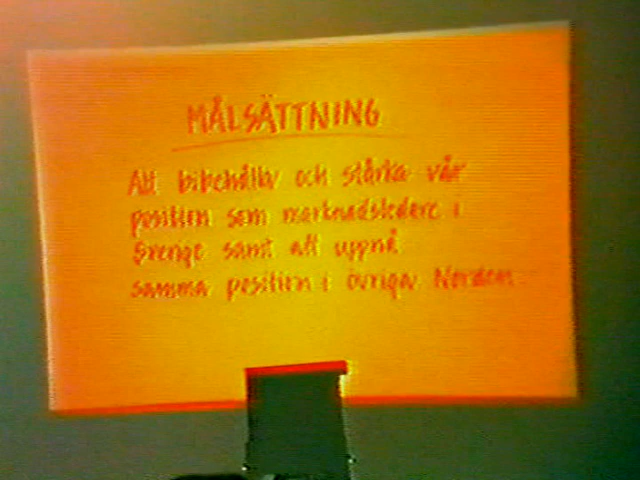 MÅLSÄTTNING
Att bibehålla och stärka vår
position som marknadsledare i
Sverige samt att uppnå
samma position i övriga Norden